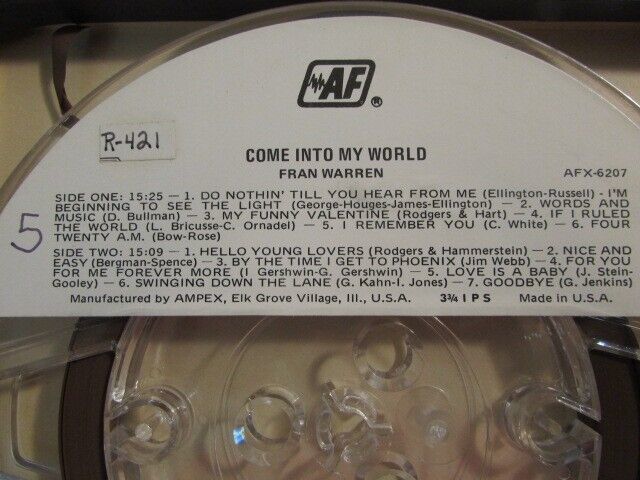 AF®
R-421
COME INTO MY WORLD
FRAN WARREN
AFX-6207
5
SIDE ONE: 15:25 — 1. DO NOTHIN' TILL YOU HEAR FROM ME (Ellington-Russell) - I'M
BEGINNING TO SEE THE LIGHT (George-Houges-James-Ellington) — 2. WORDS AND
MUSIC (D. Bullman) — 3. MY FUNNY VALENTINE (Rodgers & Hart) — 4. IF I RULED
THE WORLD (L. Bricusse-C. Ornadel) — 5. I REMEMBER YOU (C. White) — 6. FOUR
TWENTY A.M. (Bow-Rose)
SIDE TWO: 15:09 — 1. HELLO YOUNG LOVERS (Rodgers & Hammerstein) — 2. NICE AND
EASY (Bergman-Spence) — 3. BY THE TIME I GET TO PHOENIX (Jim Webb) — 4. FOR YOU
FOR ME FOREVER MORE (I Gershwin-G. Gershwin) — 5. LOVE IS A BABY (J. Stein-
Gooley) — 6. SWINGING DOWN THE LANE (G. Kahn-I. Jones) — 7. GOODBYE (G. Jenkins)
Manufactured by AMPEX, Elk Grove Village, Ill., U.S.A. 3¾ I P S Made in U.S.A.